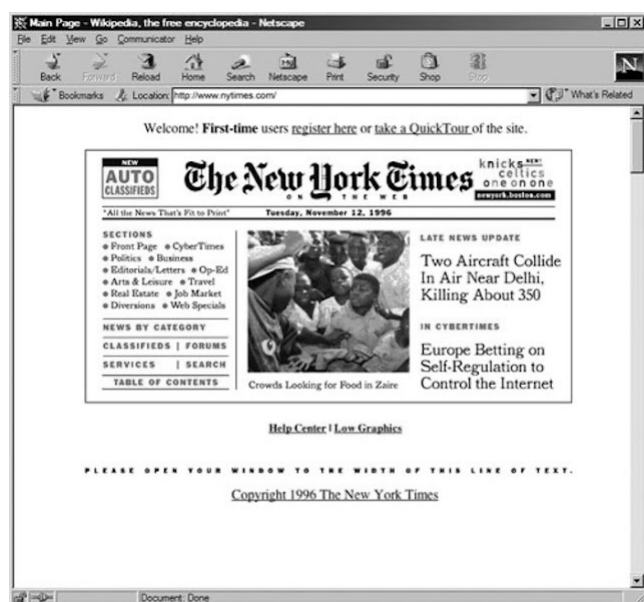 Main Page - Wikipedia, the free encyclopedia - Netscape
File Edit View Go Communicator Help
Back Forward Reload Home Search Netscape Print Security Shop Stop
N
Bookmarks Location: http://www.nytimes.com/ What's Related
Welcome! First-time users register here or take a QuickTour of the site.
NEW
AUTO
CLASSIFIEDS
The New York Times
ON THE WEB
knicks NEW!
celtics
one on one
newyork.boston.com
"All the News That's Fit to Print" Tuesday, November 12, 1996
SECTIONS
Front Page CyberTimes
Politics Business
Editorials/Letters Op-Ed
Arts & Leisure Travel
Real Estate Job Market
Diversions Web Specials
NEWS BY CATEGORY
CLASSIFIEDS | FORUMS
SERVICES | SEARCH
TABLE OF CONTENTS
Crowds Looking for Food in Zaire
LATE NEWS UPDATE
Two Aircraft Collide
In Air Near Delhi,
Killing About 350
IN CYBERTIMES
Europe Betting on
Self-Regulation to
Control the Internet
Help Center | Low Graphics
PLEASE OPEN YOUR WINDOW TO THE WIDTH OF THIS LINE OF TEXT.
Copyright 1996 The New York Times
Document: Done